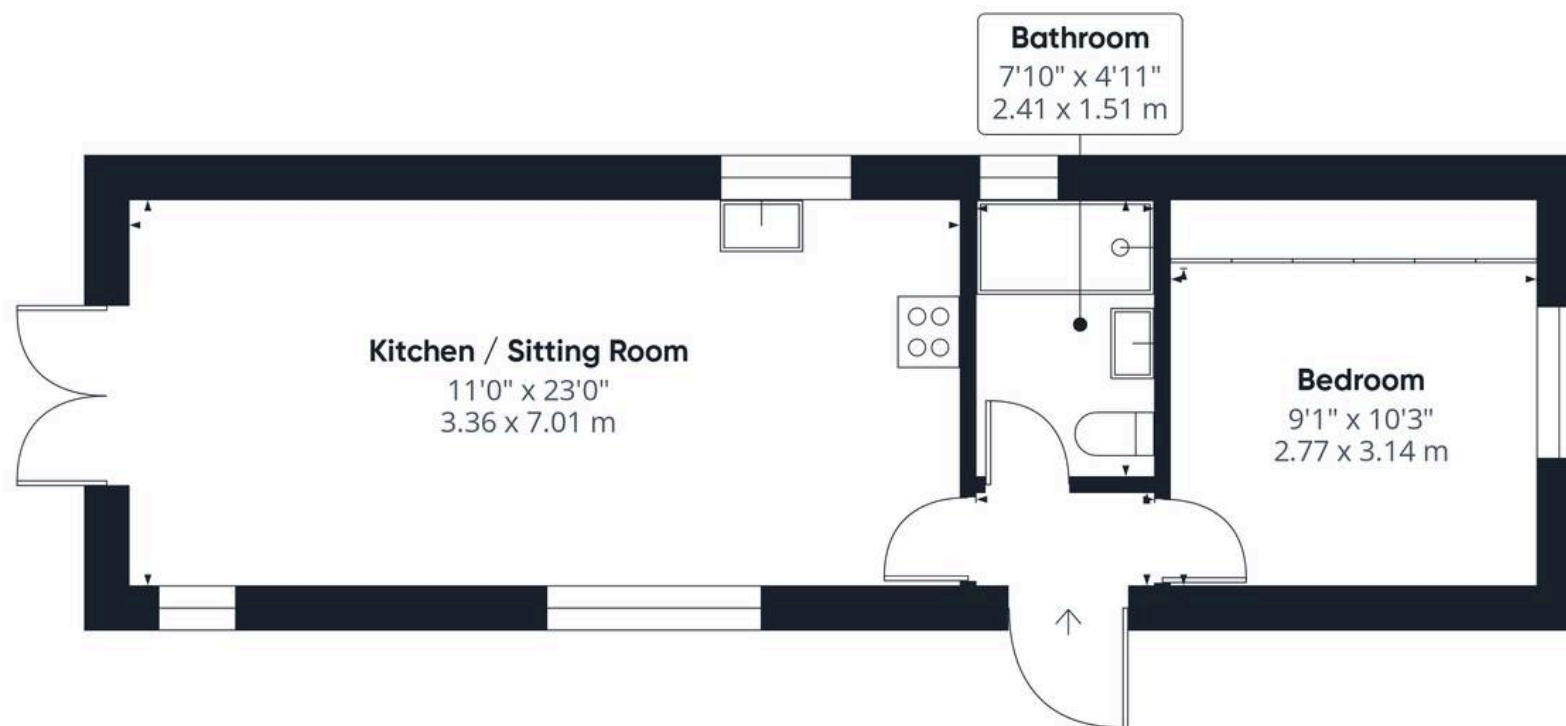 Bathroom
7'10" x 4'11"
2.41 x 1.51 m
Kitchen / Sitting Room
11'0" x 23'0"
3.36 x 7.01 m
Bedroom
9'1" x 10'3"
2.77 x 3.14 m